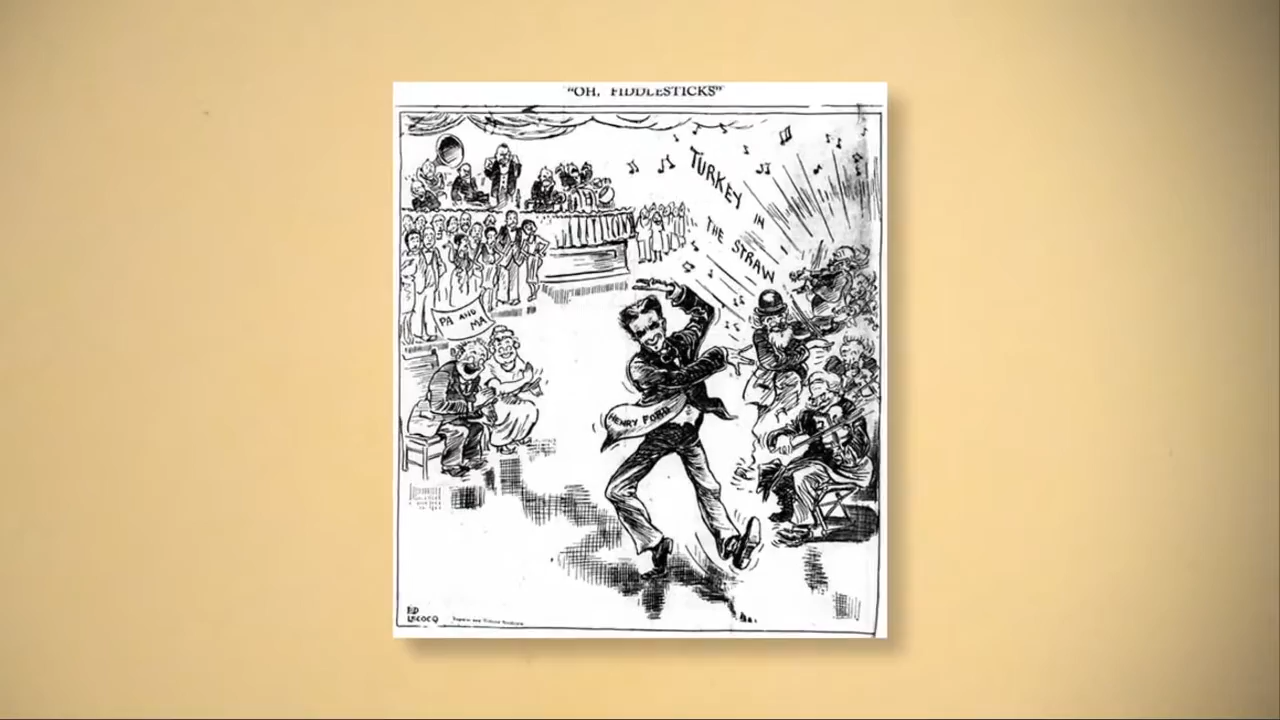 "OH, FIDDLESTICKS"
TURKEY
IN
THE STRAW
PA AND
MA
HENRY FORD
ED
LECOCQ